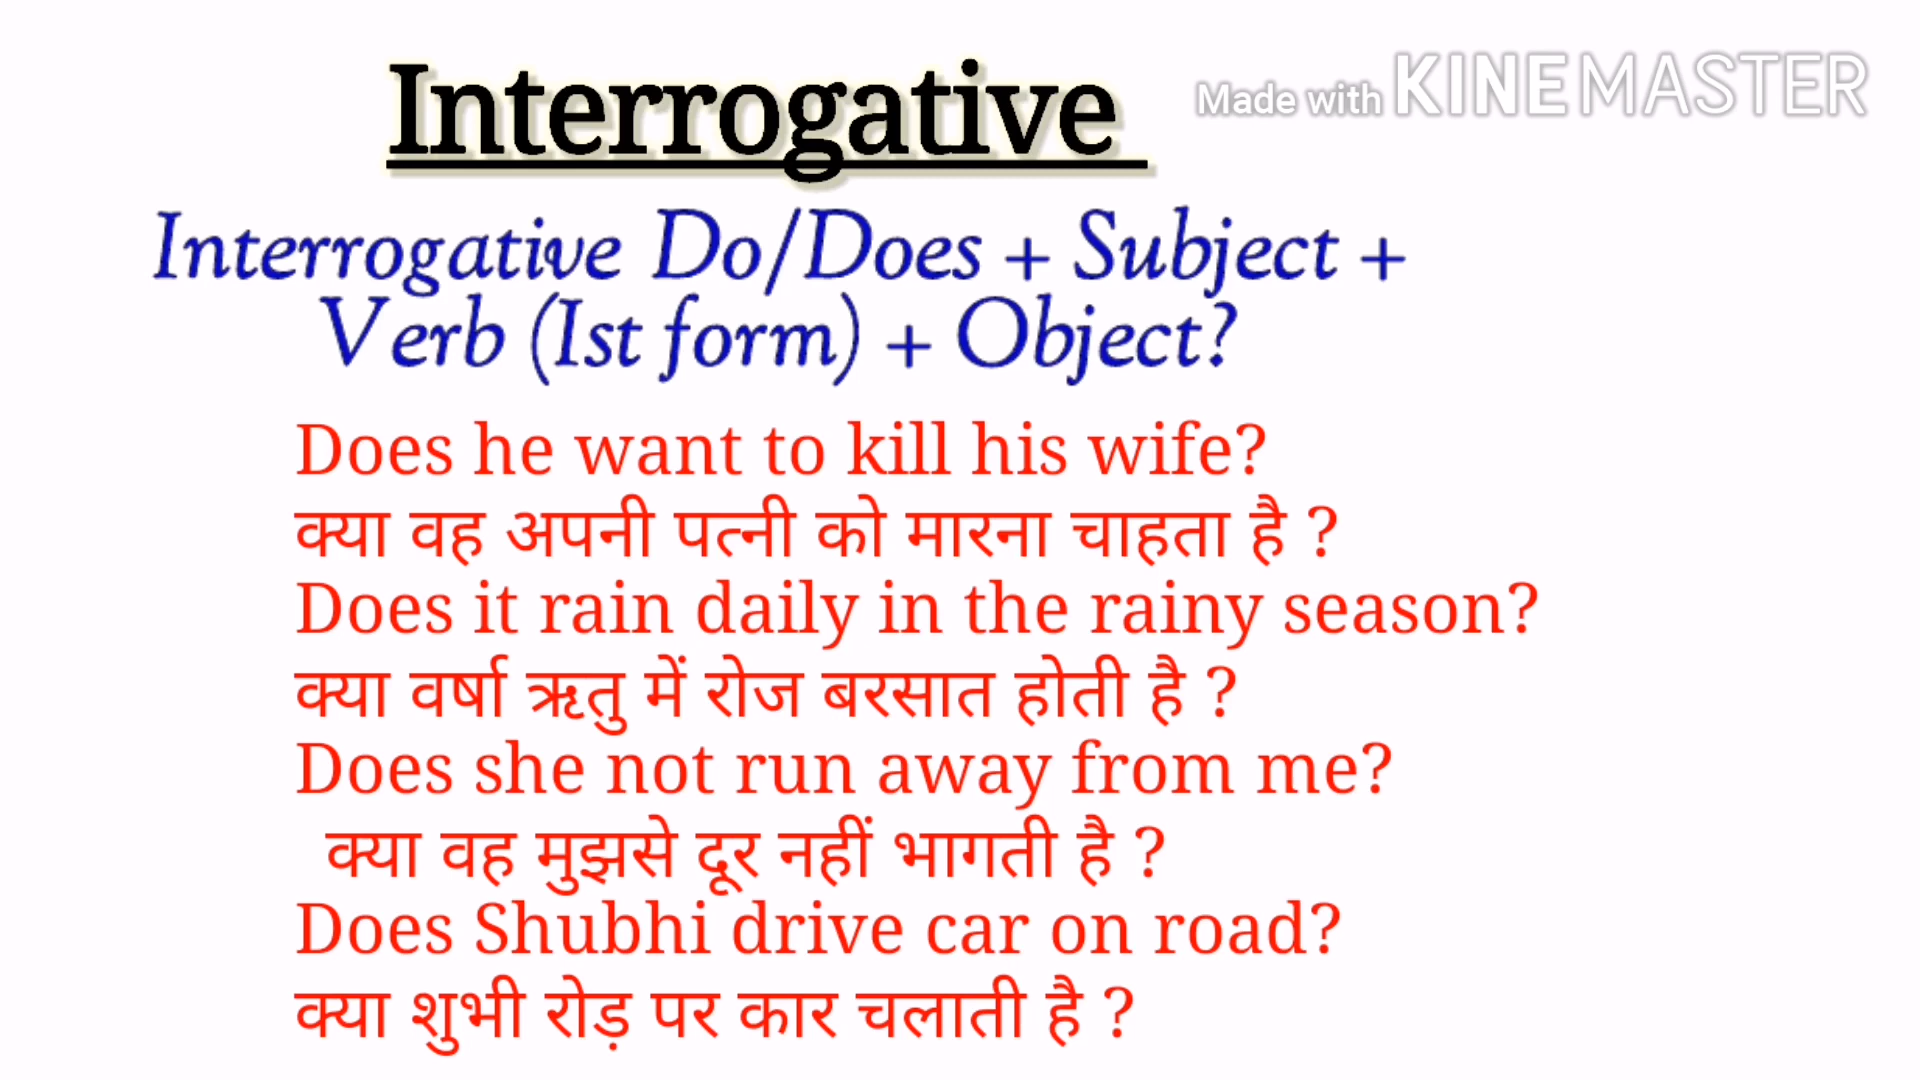 Interrogative
Made with KINEMASTER
Interrogative Do/Does + Subject +
Verb (Ist form) + Object?
Does he want to kill his wife?
क्या वह अपनी पत्नी को मारना चाहता है ?
Does it rain daily in the rainy season?
क्या वर्षा ऋतु में रोज बरसात होती है ?
Does she not run away from me?
क्या वह मुझसे दूर नहीं भागती है ?
Does Shubhi drive car on road?
क्या शुभी रोड़ पर कार चलाती है ?